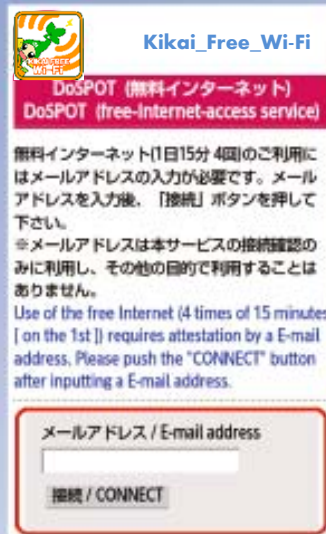 KIKAI FREE
Wi-Fi
Kikai_Free_Wi-Fi
DoSPOT (無料インターネット)
DoSPOT (free-Internet-access service)
無料インターネット(1日15分 4回)のご利用に
はメールアドレスの入力が必要です。メール
アドレスを入力後、「接続」ボタンを押して
下さい。
※メールアドレスは本サービスの接続確認の
みに利用し、その他の目的で利用することは
ありません。
Use of the free Internet (4 times of 15 minutes
[ on the 1st ]) requires attestation by a E-mail
address. Please push the "CONNECT" button
after inputting a E-mail address.
メールアドレス / E-mail address
接続 / CONNECT